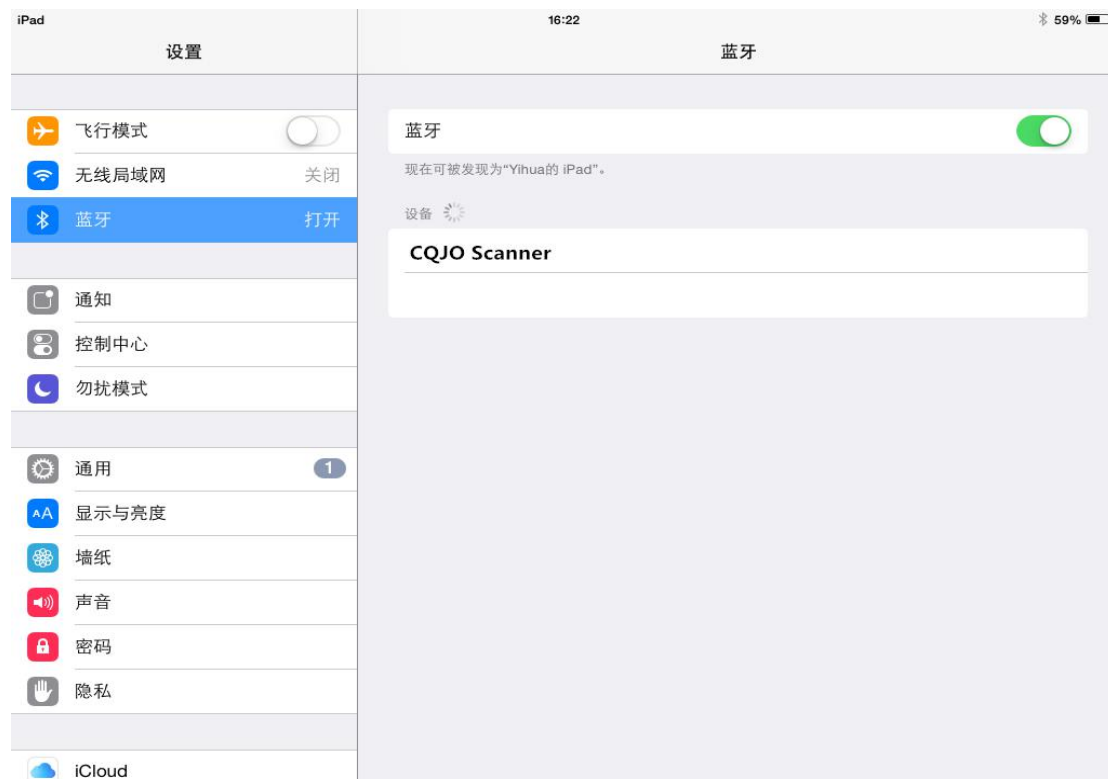 iPad 16:22 59%
设置
蓝牙
飞行模式
无线局域网 关闭
蓝牙 打开
通知
控制中心
勿扰模式
通用 1
AA 显示与亮度
墙纸
声音
密码
隐私
iCloud
蓝牙
现在可被发现为“Yihua的 iPad”。
设备
CQJO Scanner